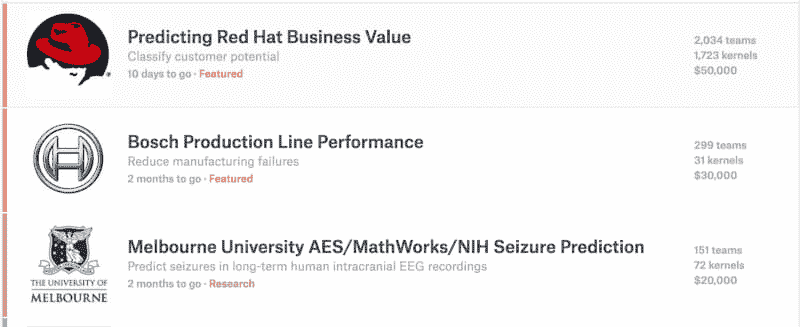 Predicting Red Hat Business Value
Classify customer potential
10 days to go · Featured
2,034 teams
1,723 kernels
$50,000
Bosch Production Line Performance
Reduce manufacturing failures
2 months to go · Featured
299 teams
31 kernels
$30,000
THE UNIVERSITY OF
MELBOURNE
Melbourne University AES/MathWorks/NIH Seizure Prediction
Predict seizures in long-term human intracranial EEG recordings
2 months to go · Research
151 teams
72 kernels
$20,000